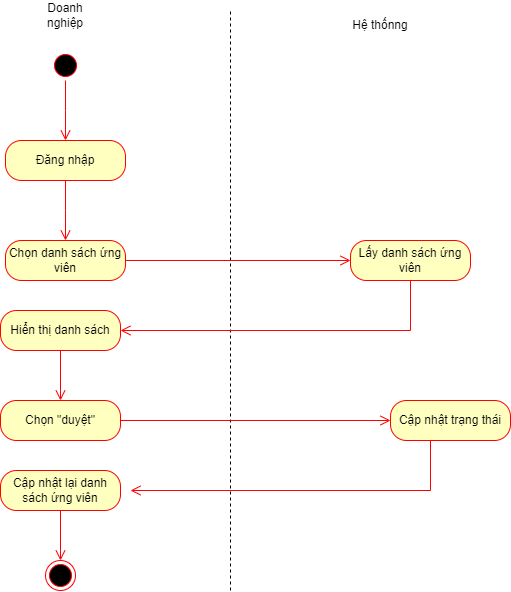 Doanh
nghiệp
Hệ thốnng
Đăng nhập
Chọn danh sách ứng
viên
Lấy danh sách ứng
viên
Hiển thị danh sách
Chọn "duyệt"
Cập nhật trạng thái
Cập nhật lại danh
sách ứng viên